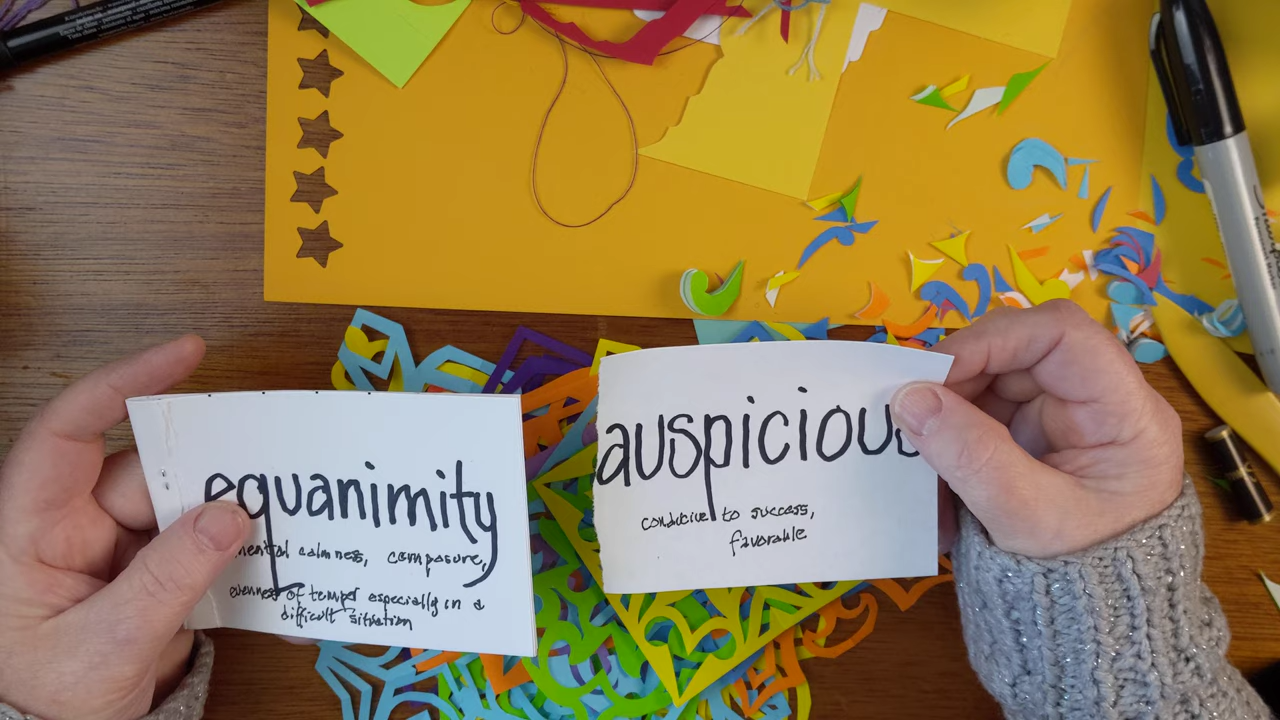 equanimity
mental calmness, composure,
evenness of temper especially in a
difficult situation
auspicious
conducive to success,
favorable